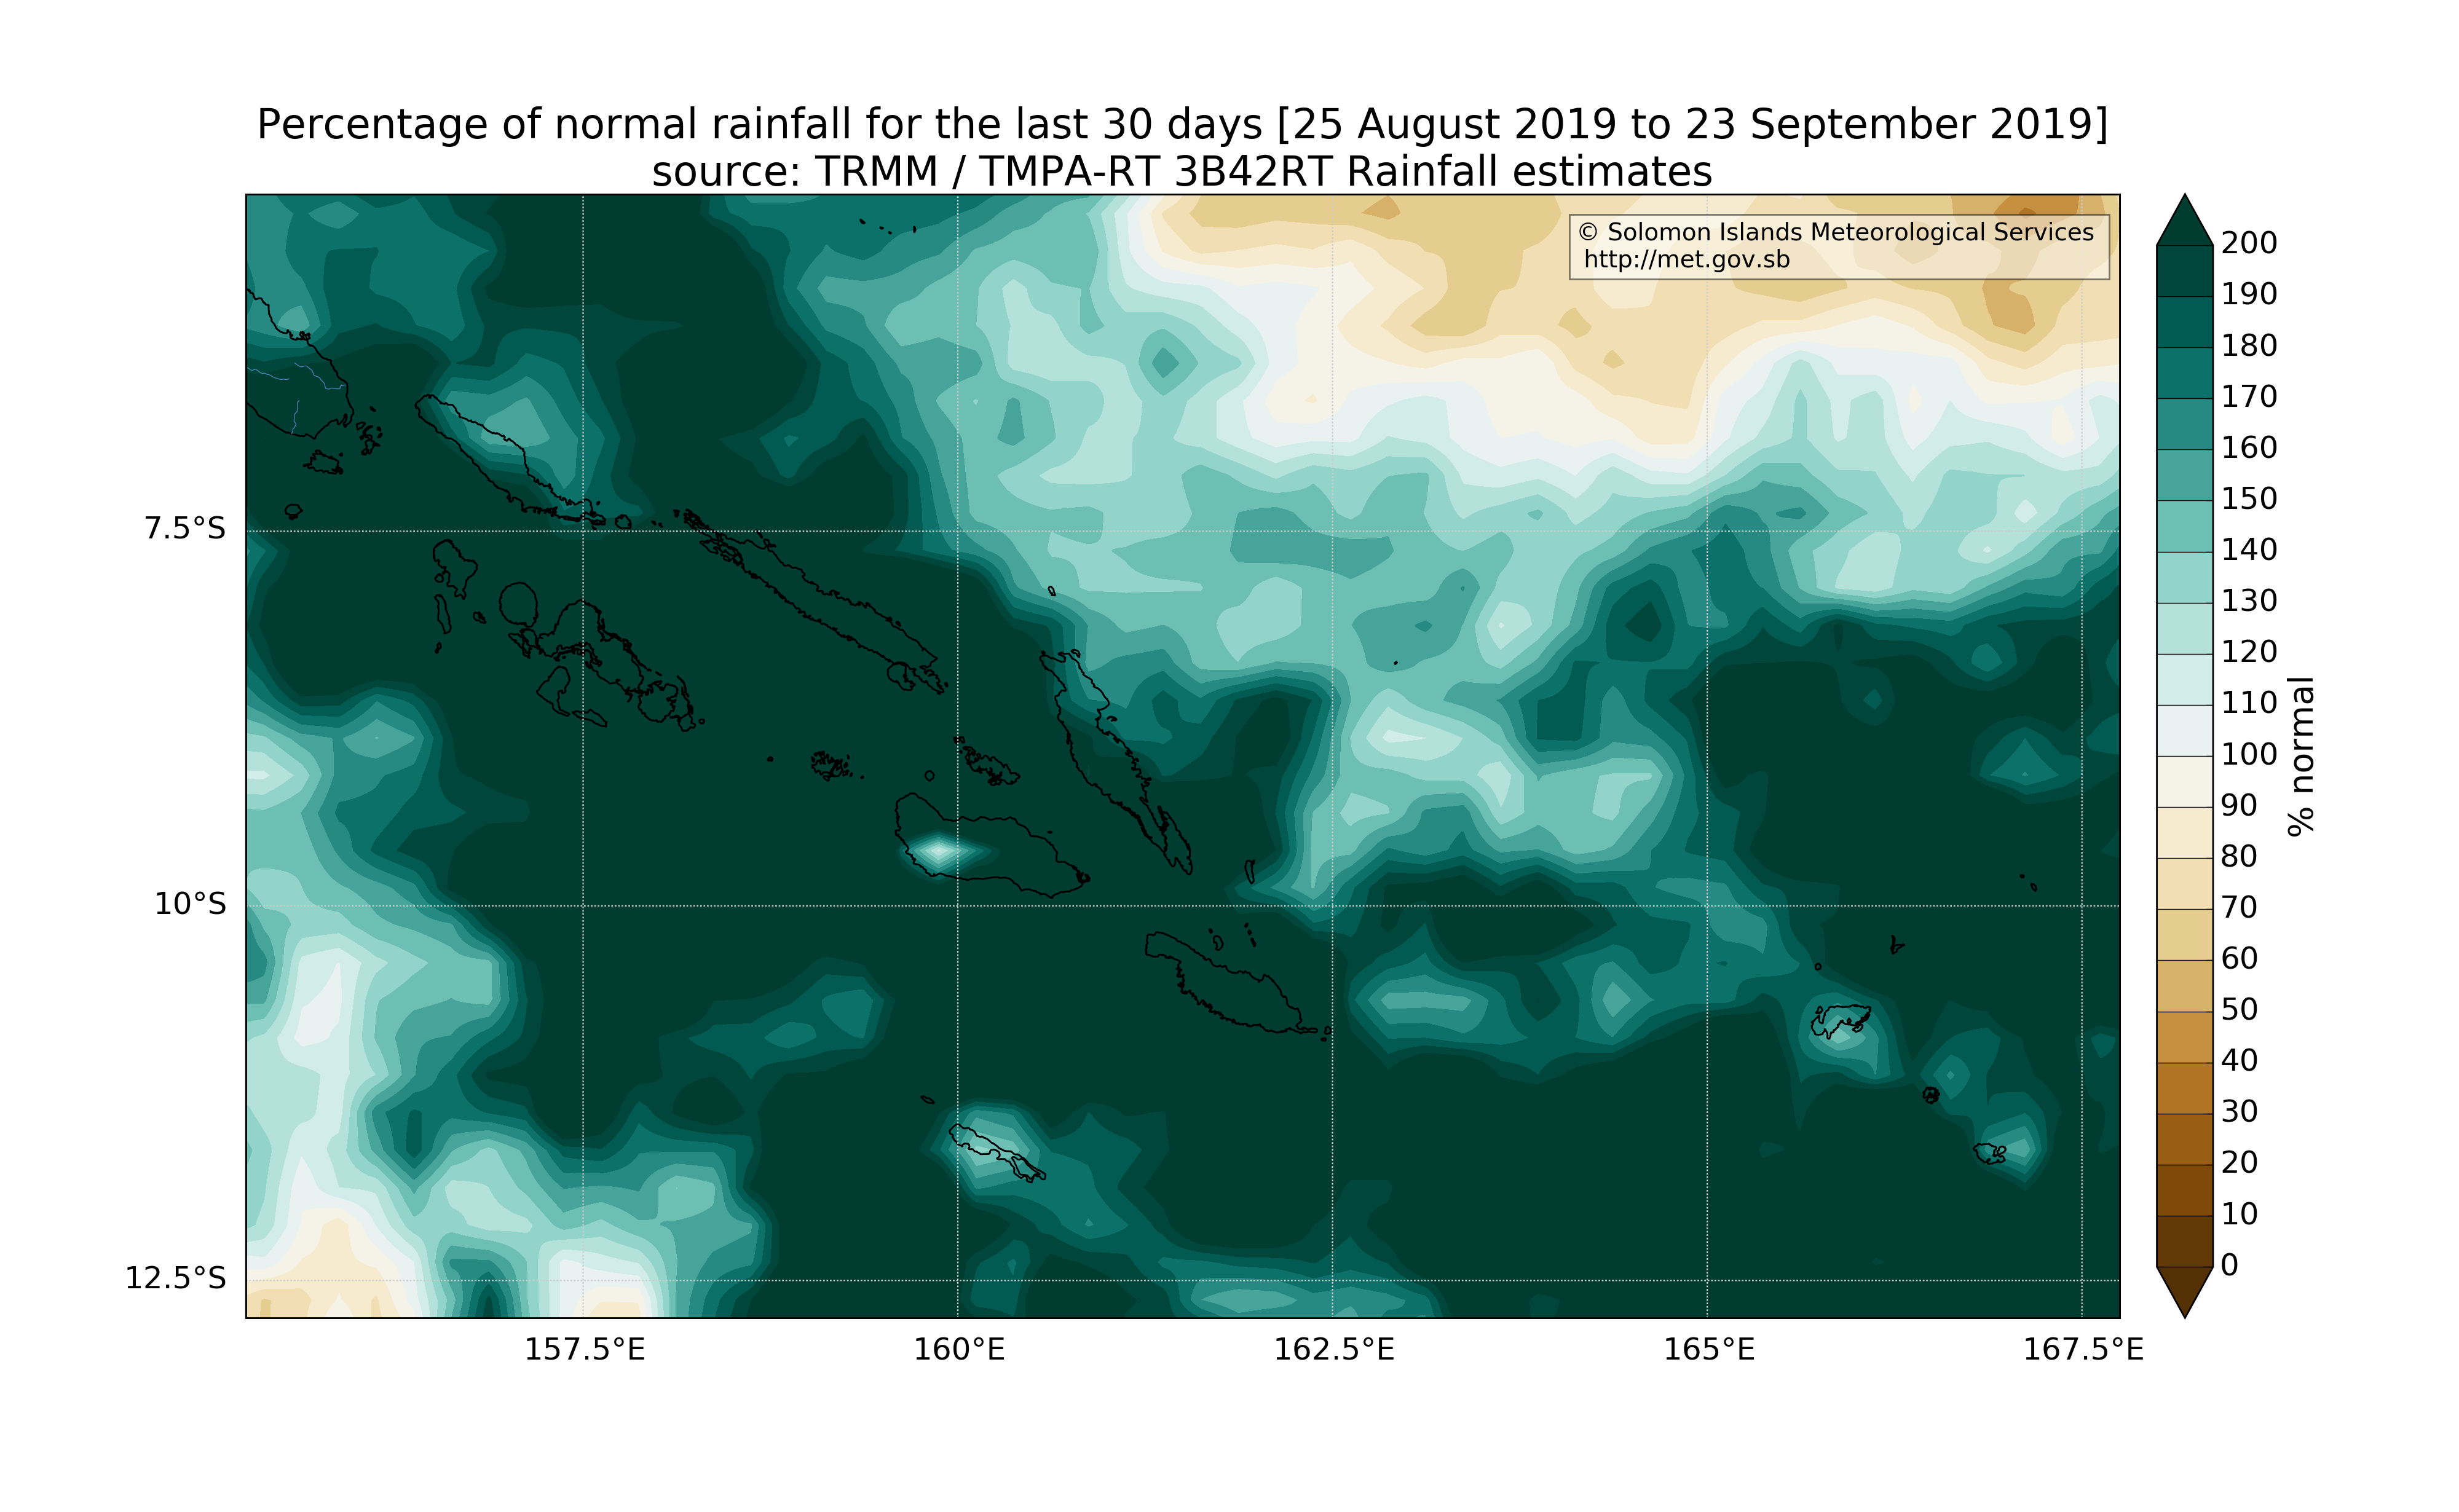 Percentage of normal rainfall for the last 30 days [25 August 2019 to 23 September 2019]
source: TRMM / TMPA-RT 3B42RT Rainfall estimates
© Solomon Islands Meteorological Services
http://met.gov.sb
7.5°S
10°S
12.5°S
157.5°E
160°E
162.5°E
165°E
167.5°E
200
190
180
170
160
150
140
130
120
110
100
90
80
70
60
50
40
30
20
10
0
% normal